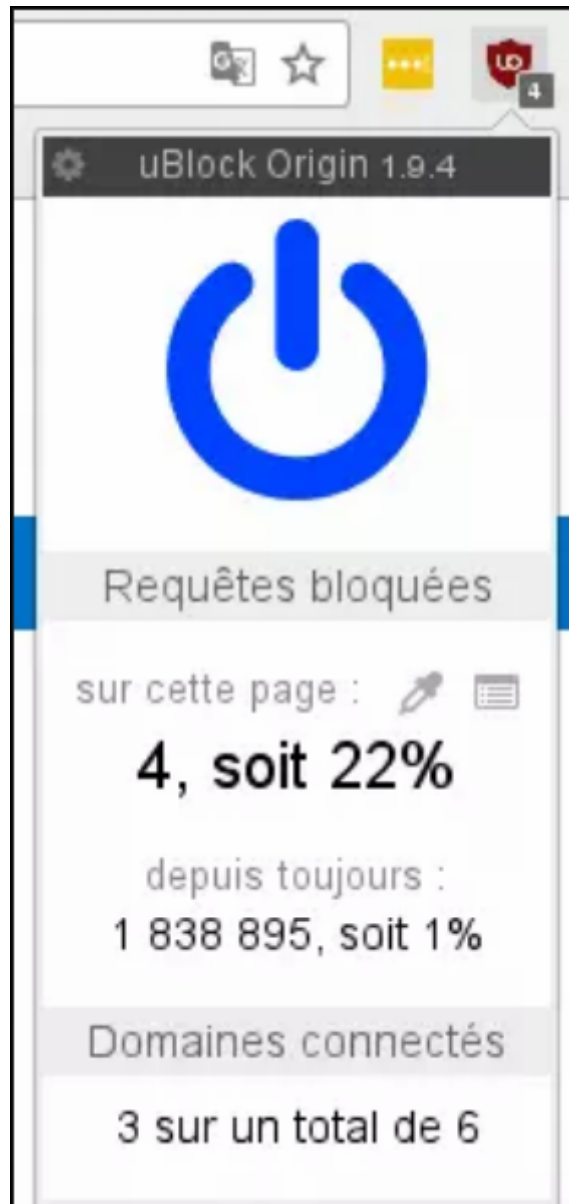 4
uBlock Origin 1.9.4
Requêtes bloquées
sur cette page :
4, soit 22%
depuis toujours :
1 838 895, soit 1%
Domaines connectés
3 sur un total de 6